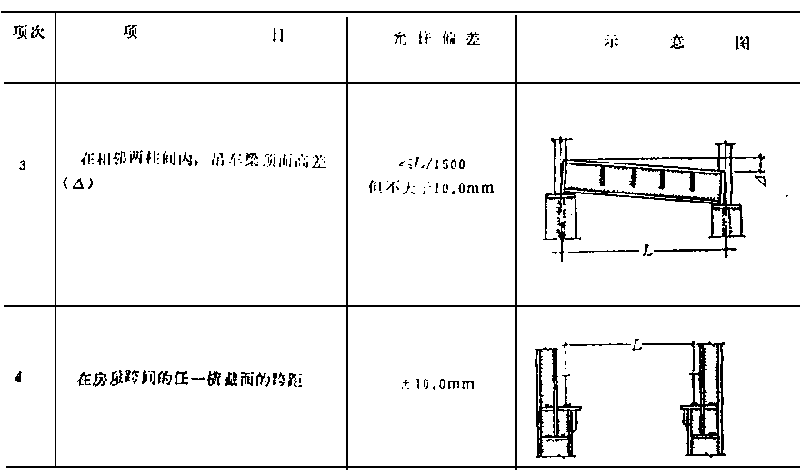 项次 项 目 允许偏差 示 意 图
3 在相邻两柱间内，吊车梁顶面高差
（△）
≤L/1500
但不大于10.0mm
△
L
4 在房屋跨间的任一横截面的跨距 ±10.0mm
L